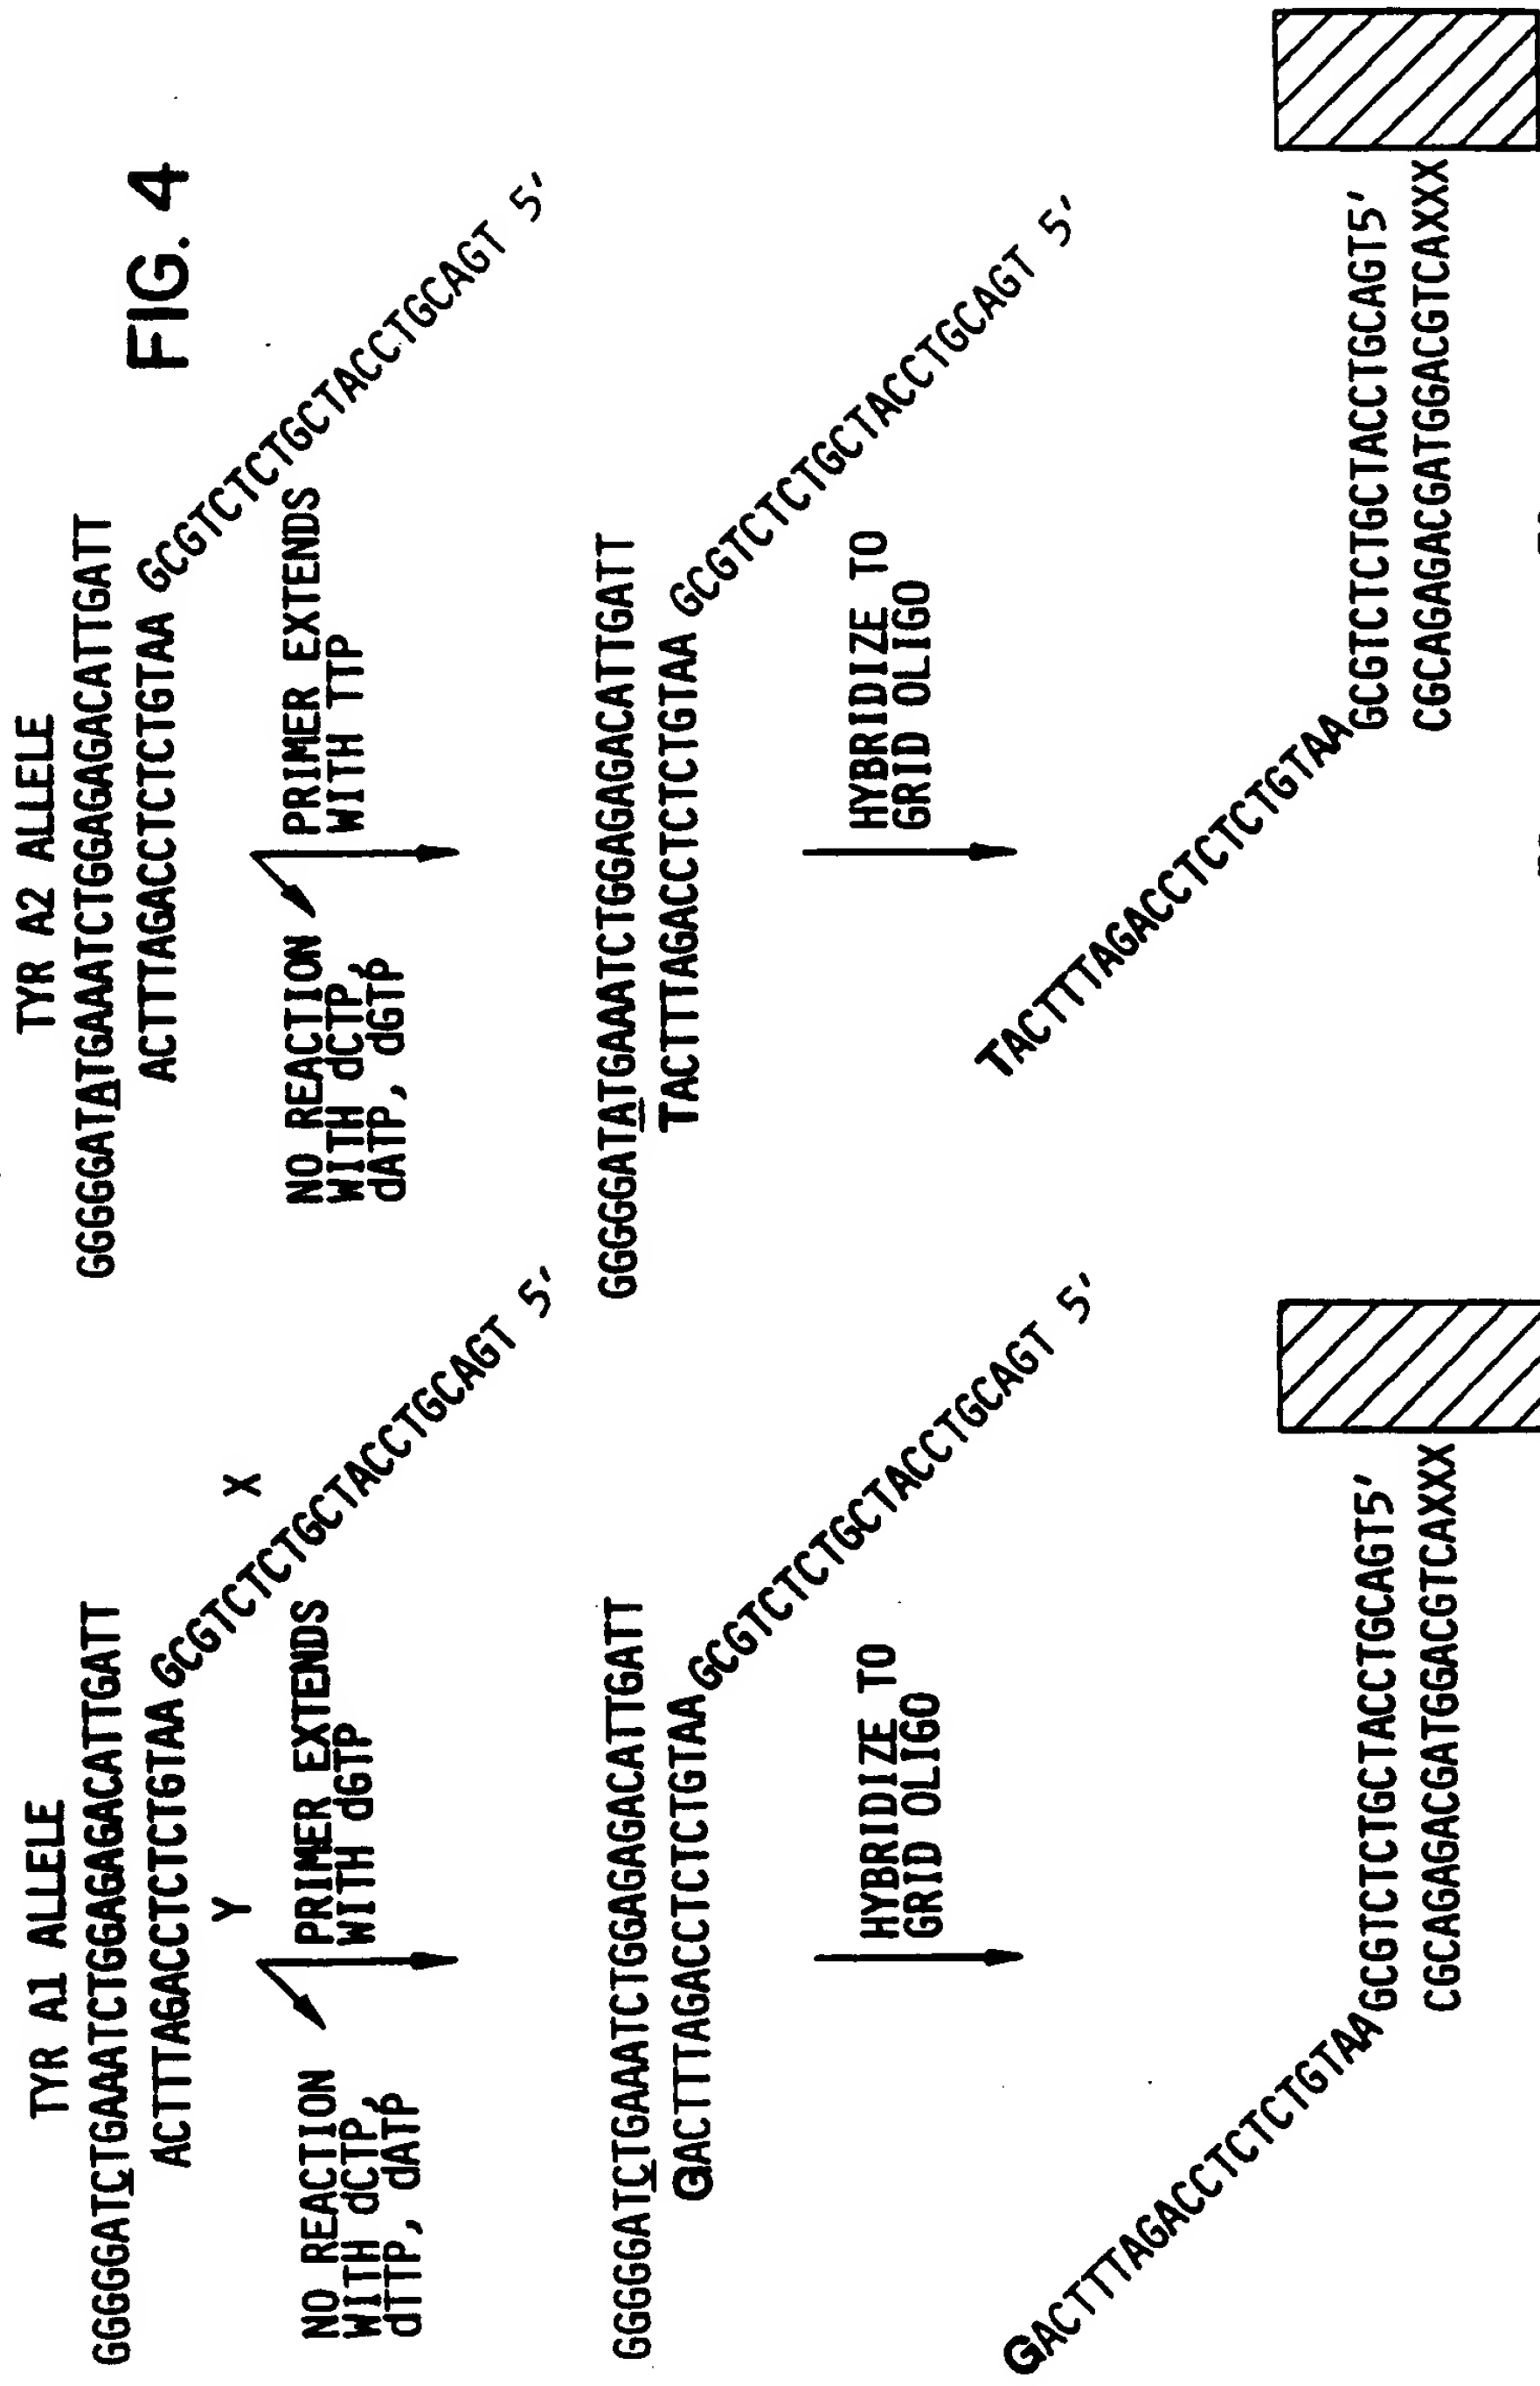 FIG. 4
TYR A1 ALLELE
GGGGGATCTGAAATCTGGAGAGACATTGATT
ACTTTAGACCTCTCTGTAA
GCGTCTCTGCTACCTGCAGT 5'
Y
X
NO REACTION
WITH dCTP,
dTTP, dATP
PRIMER EXTENDS
WITH dGTP
GGGGGATCTGAAATCTGGAGAGACATTGATT
GACTTTAGACCTCTCTGTAA
GCGTCTCTGCTACCTGCAGT 5'
HYBRIDIZE TO
GRID OLIGO
GACTTTAGACCTCTCTGTAA
GCGTCTCTGCTACCTGCAGT5'
CGCAGAGACGATGGACGTCAXXX
TYR A2 ALLELE
GGGGGATATGAAATCTGGAGAGACATTGATT
ACTTTAGACCTCTCTGTAA
GCGTCTCTGCTACCTGCAGT 5'
NO REACTION
WITH dCTP,
dATP, dGTP
PRIMER EXTENDS
WITH TTP
GGGGGATATGAAATCTGGAGAGACATTGATT
TACTTTAGACCTCTCTGTAA
GCGTCTCTGCTACCTGCAGT 5'
HYBRIDIZE TO
GRID OLIGO
TACTTTAGACCTCTCTGTAA
GCGTCTCTGCTACCTGCAGT5'
CGCAGAGACGATGGACGTCAXXX